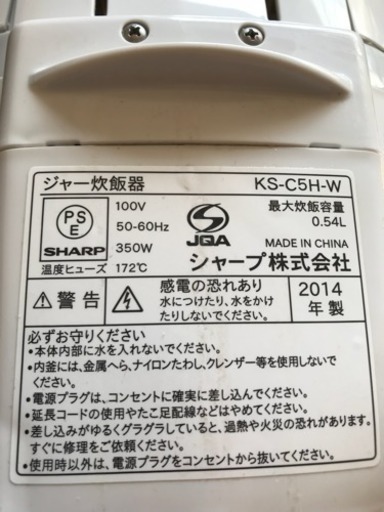 ジャー炊飯器 KS-C5H-W
PS
E
SHARP
100V
50-60Hz
350W
温度ヒューズ 172℃
JQA
最大炊飯容量
0.54L
MADE IN CHINA
シャープ株式会社
⚠警告
感電の恐れあり
水につけたり、水をかけ
たりしないでください。
2014
年製
必ずお守りください
•本体内部に水を入れないでください。
•内釜には、金属へら、ナイロンたわし、クレンザー等を使用しな
いでください。
•電源プラグは、コンセントに確実に差し込んでください。
•延長コードの使用やたこ足配線などはやめてください。
•差し込みがゆるくグラグラしていると、過熱や火災の恐れがあります。
すぐに修理をご依頼ください。
•使用時以外は、電源プラグをコンセントから抜いてください。